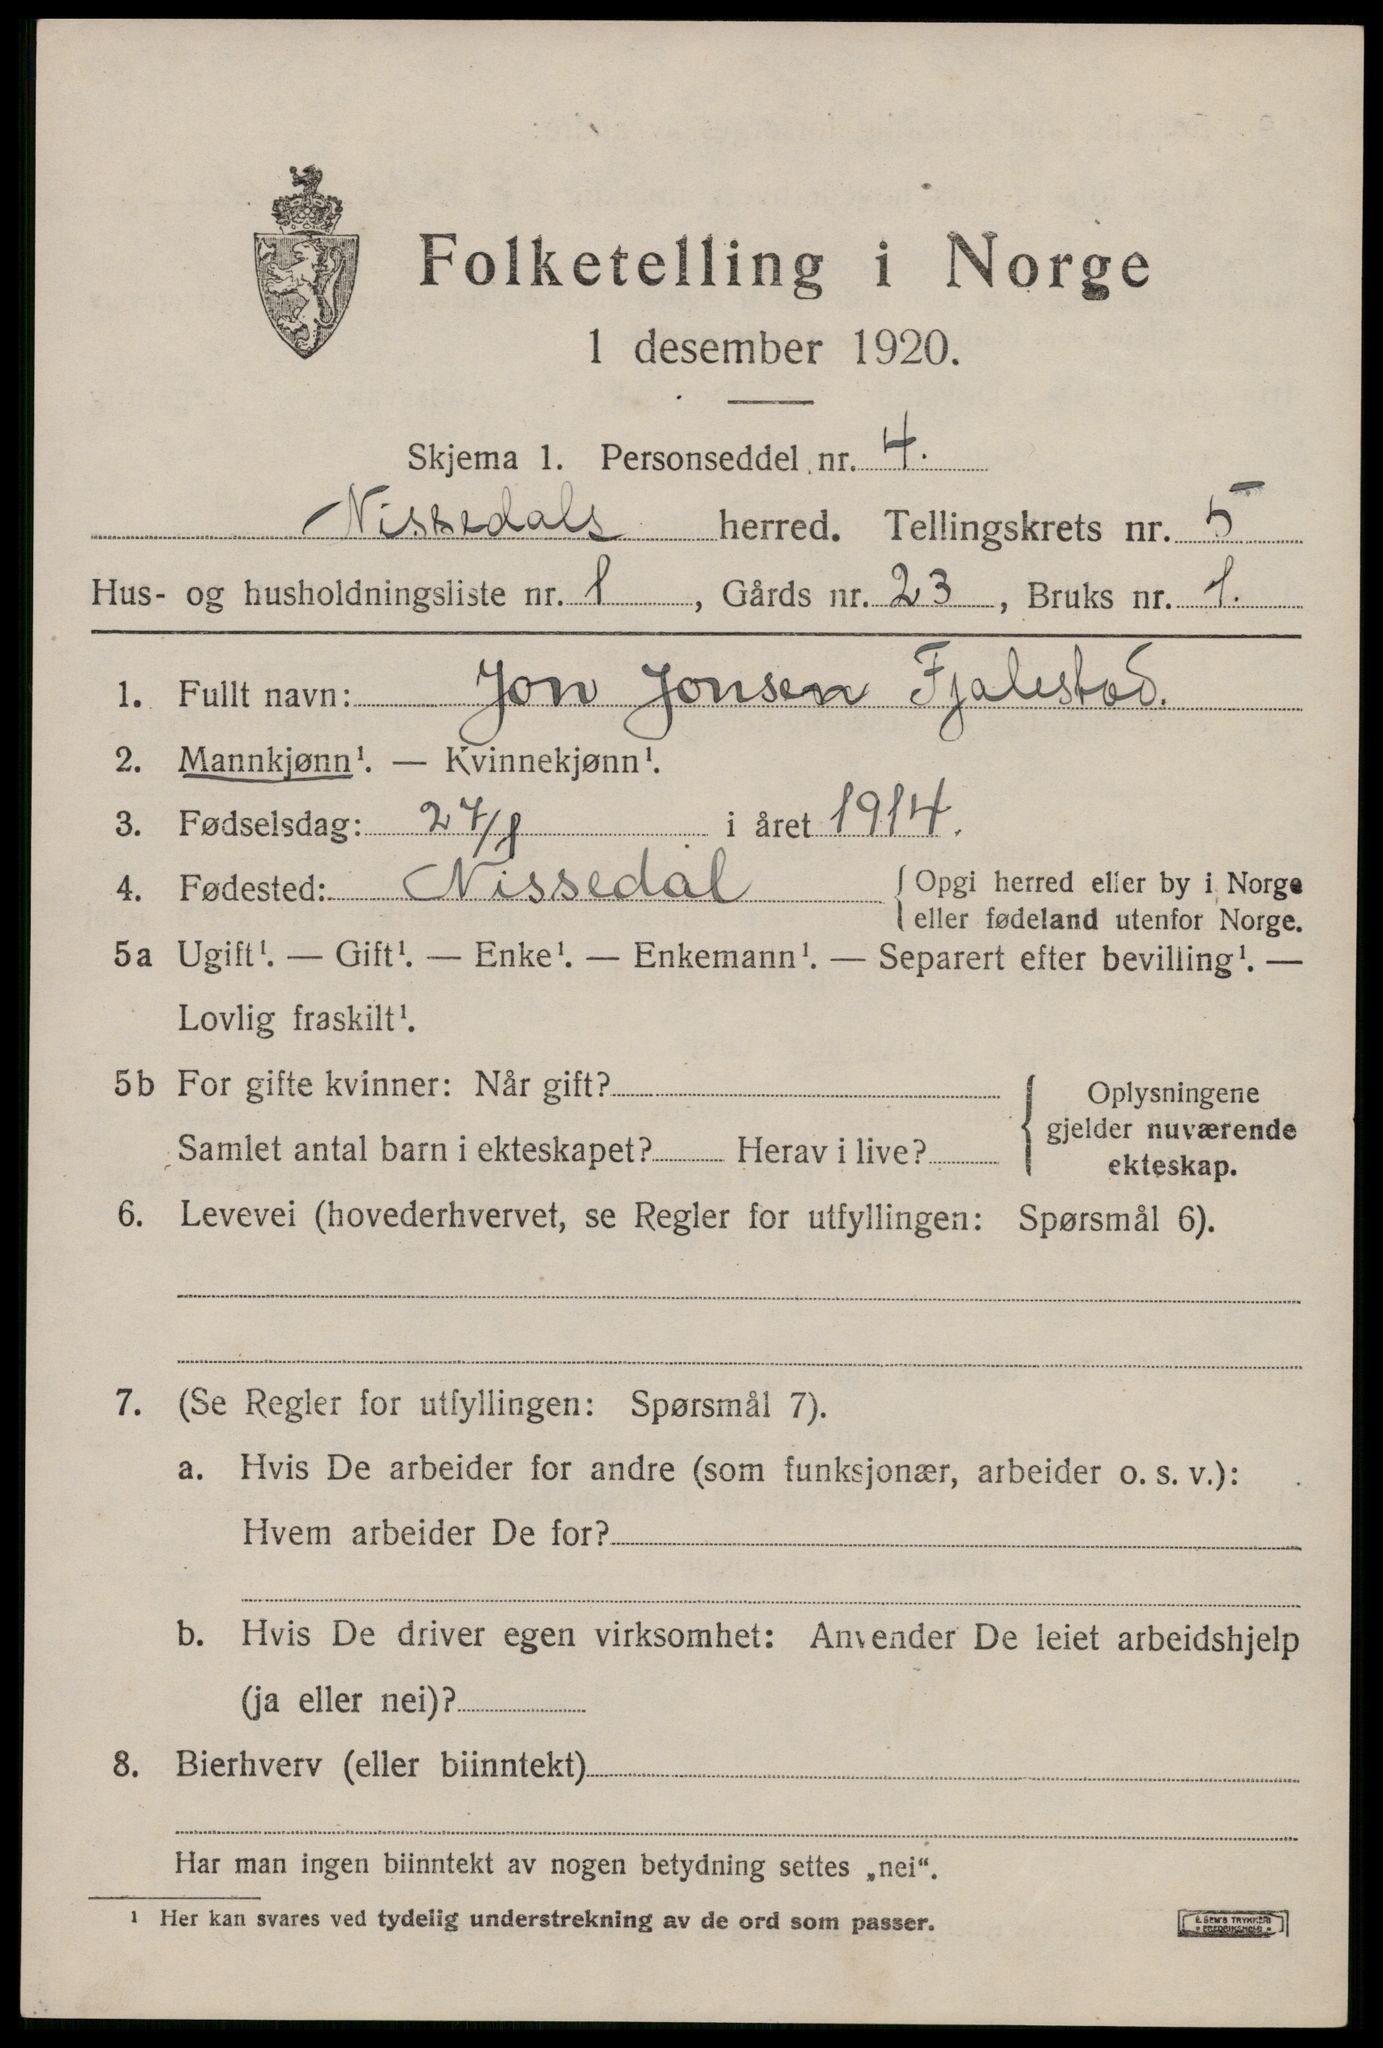 Folketelling i Norge
1 desember 1920.
Skjema 1. Personseddel nr. 4.
Nissedals herred. Tellingskrets nr. 5
Hus- og husholdningsliste nr. 1, Gårds nr. 23, Bruks nr. 1.
1. Fullt navn: Jon Jonsen Fjalestad.
2. Mannkjønn¹. — Kvinnekjønn¹.
3. Fødselsdag: 27/8 i året 1914.
4. Fødested: Nissedal { Opgi herred eller by i Norge
eller fødeland utenfor Norge.
5a Ugift¹. — Gift¹. — Enke¹. — Enkemann¹. — Separert efter bevilling¹. —
Lovlig fraskilt¹.
5b For gifte kvinner: Når gift?
Samlet antal barn i ekteskapet? Herav i live?
{ Oplysningene
gjelder nuværende
ekteskap.
6. Levevei (hovederhvervet, se Regler for utfyllingen: Spørsmål 6).
7. (Se Regler for utfyllingen: Spørsmål 7).
a. Hvis De arbeider for andre (som funksjonær, arbeider o. s. v.):
Hvem arbeider De for?
b. Hvis De driver egen virksomhet: Anvender De leiet arbeidshjelp
(ja eller nei)?
8. Bierhverv (eller biinntekt)
Har man ingen biinntekt av nogen betydning settes „nei“.
¹ Her kan svares ved tydelig understrekning av de ord som passer.
E. SEM'S TRYKKERI
• FREDRIKSHALD •